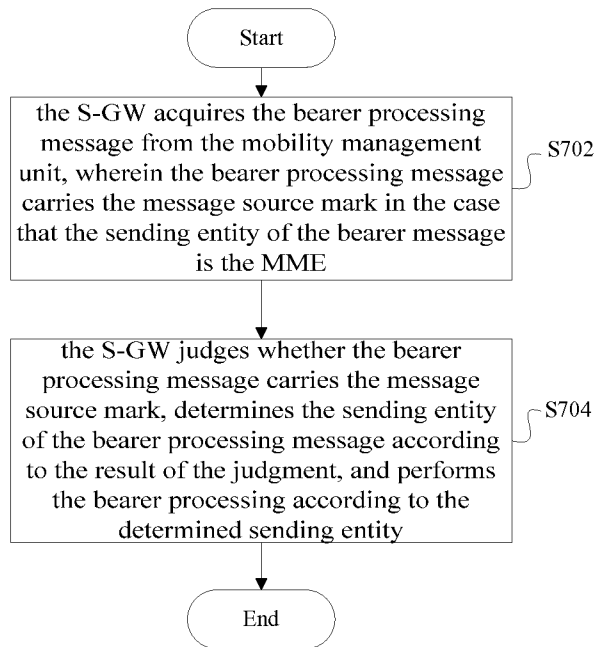 Start
the S-GW acquires the bearer processing
message from the mobility management
unit, wherein the bearer processing message
carries the message source mark in the case
that the sending entity of the bearer message
is the MME
S702
the S-GW judges whether the bearer
processing message carries the message
source mark, determines the sending entity
of the bearer processing message according
to the result of the judgment, and performs
the bearer processing according to the
determined sending entity
S704
End